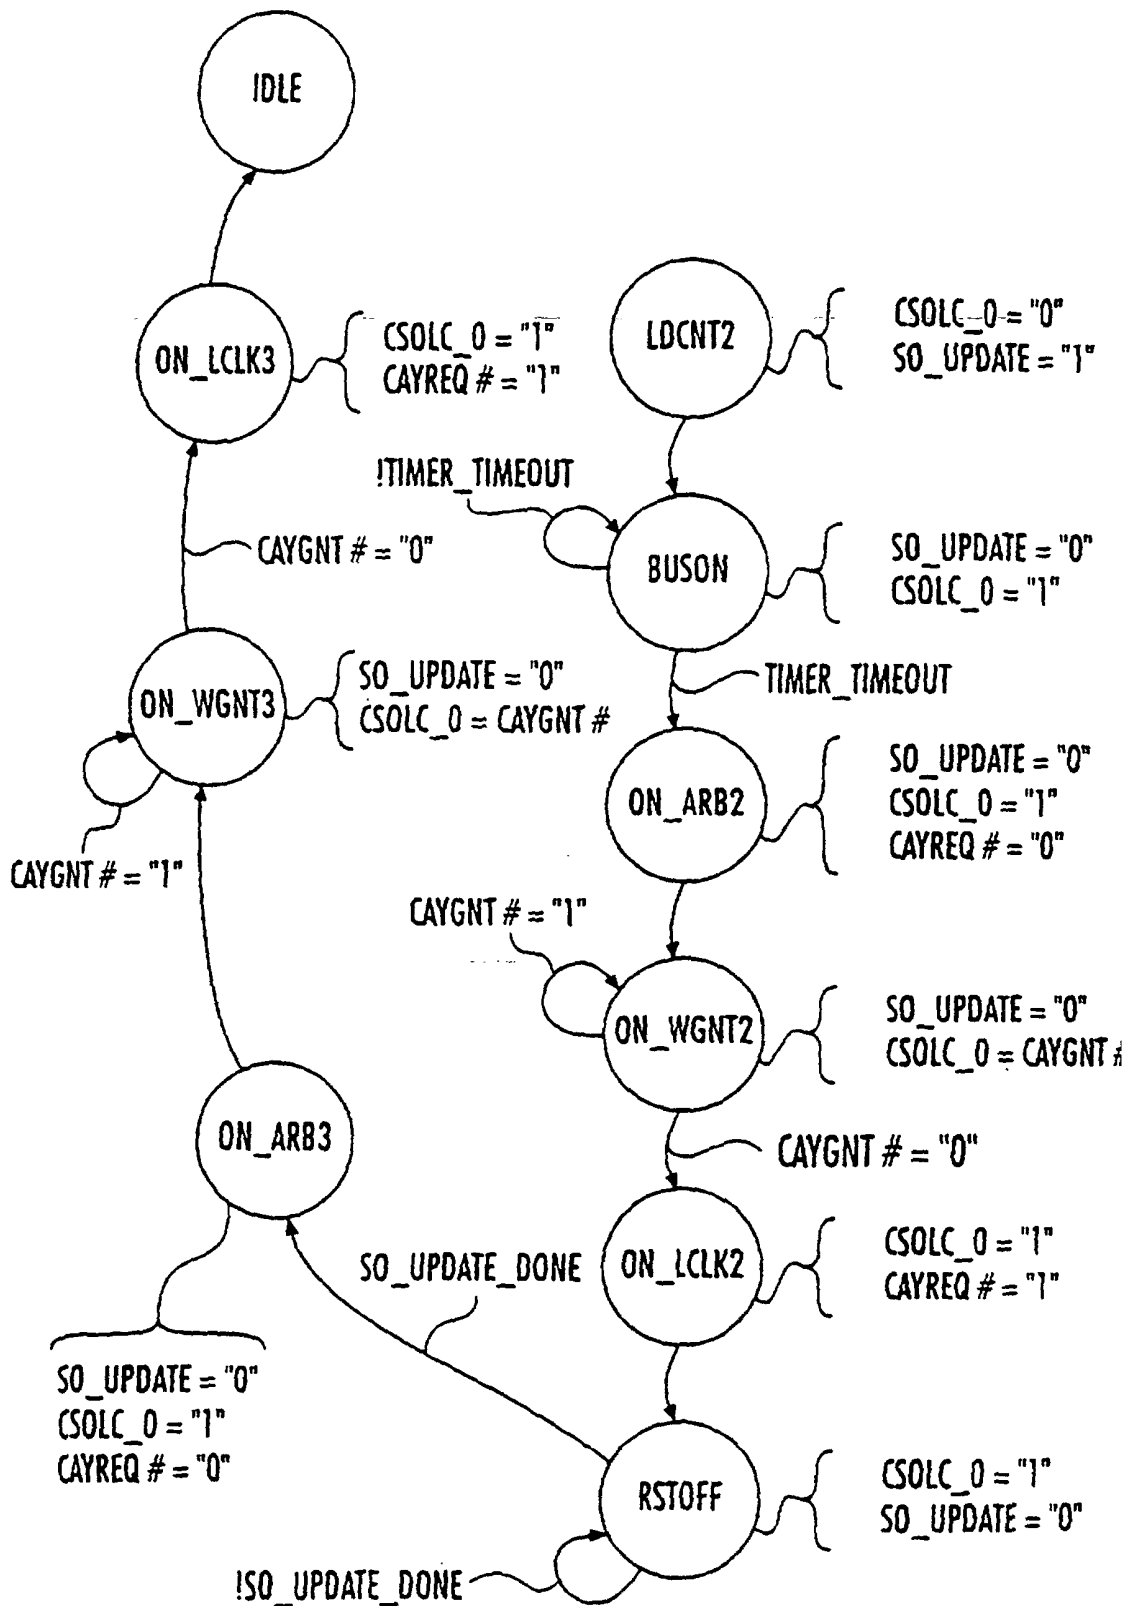 IDLE
ON_LCLK3
CSOLC_0 = "1"
CAYREQ # = "1"
LDCNT2
CSOLC_0 = "0"
SO_UPDATE = "1"
!TIMER_TIMEOUT
CAYGNT # = "0"
BUSON
SO_UPDATE = "0"
CSOLC_0 = "1"
TIMER_TIMEOUT
ON_WGNT3
SO_UPDATE = "0"
CSOLC_0 = CAYGNT #
CAYGNT # = "1"
ON_ARB2
SO_UPDATE = "0"
CSOLC_0 = "1"
CAYREQ # = "0"
CAYGNT # = "1"
ON_WGNT2
SO_UPDATE = "0"
CSOLC_0 = CAYGNT #
ON_ARB3
CAYGNT # = "0"
SO_UPDATE_DONE
ON_LCLK2
CSOLC_0 = "1"
CAYREQ # = "1"
SO_UPDATE = "0"
CSOLC_0 = "1"
CAYREQ # = "0"
RSTOFF
CSOLC_0 = "1"
SO_UPDATE = "0"
!SO_UPDATE_DONE